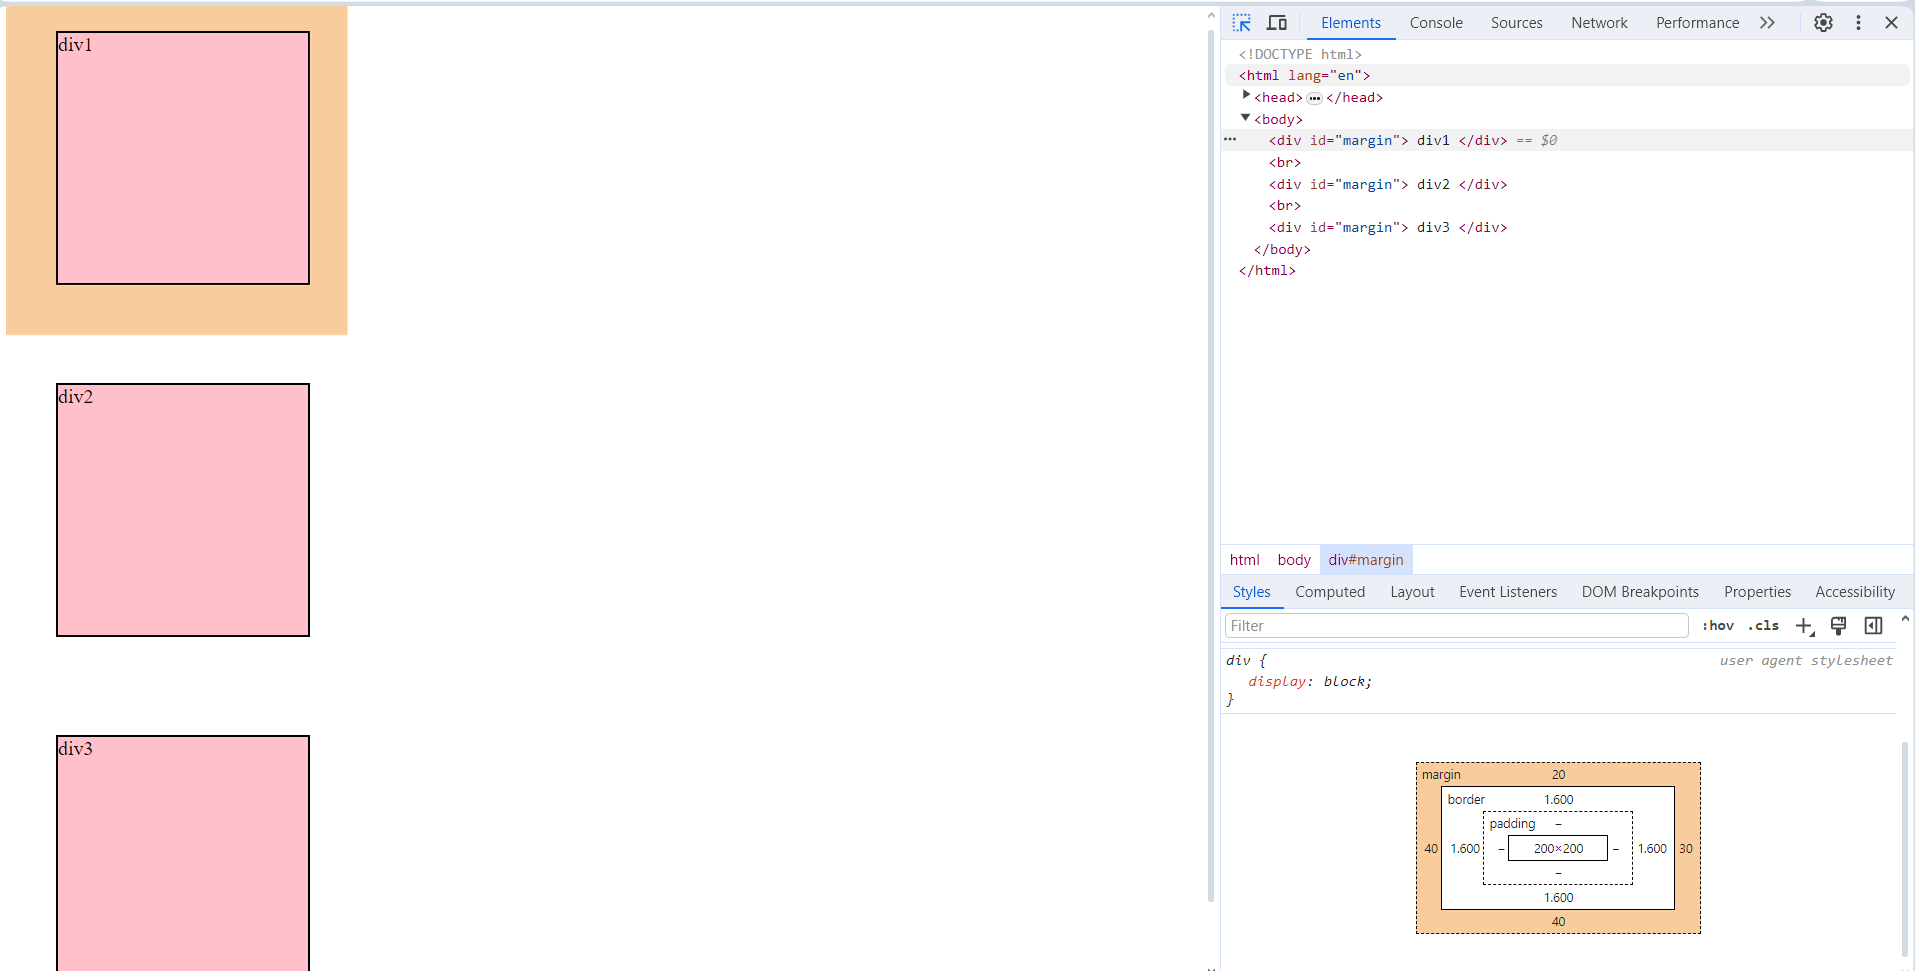 div1
div2
div3
Elements Console Sources Network Performance
<!DOCTYPE html>
<html lang="en">
<head> ••• </head>
<body>
••• <div id="margin"> div1 </div> == $0
<br>
<div id="margin"> div2 </div>
<br>
<div id="margin"> div3 </div>
</body>
</html>
html body div#margin
Styles Computed Layout Event Listeners DOM Breakpoints Properties Accessibility
Filter :hov .cls
div { user agent stylesheet
display: block;
}
margin 20
border 1.600
padding –
40 1.600 – 200×200 – 1.600 30
–
1.600
40